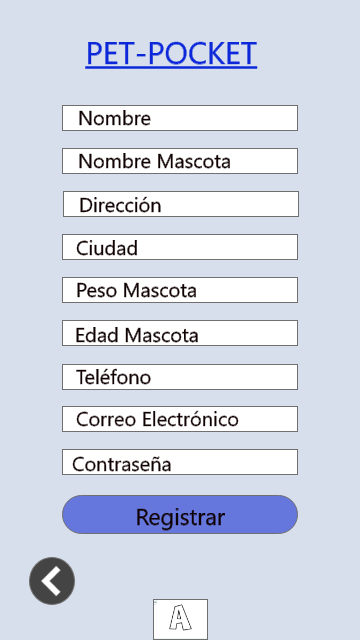 PET-POCKET
Nombre
Nombre Mascota
Dirección
Ciudad
Peso Mascota
Edad Mascota
Teléfono
Correo Electrónico
Contraseña
Registrar
A